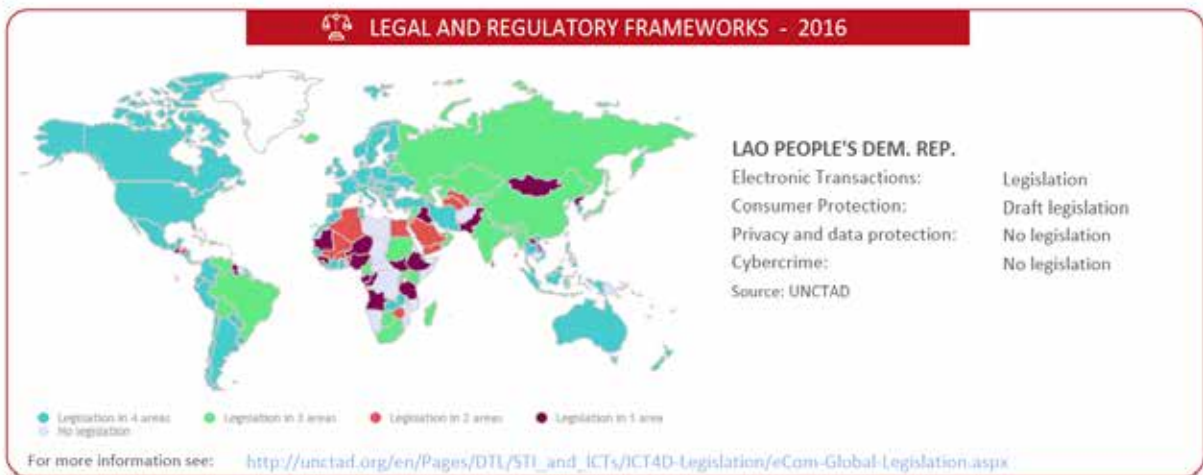 LEGAL AND REGULATORY FRAMEWORKS - 2016
LAO PEOPLE'S DEM. REP.
Electronic Transactions: Legislation
Consumer Protection: Draft legislation
Privacy and data protection: No legislation
Cybercrime: No legislation
Source: UNCTAD
Legislation in 4 areas Legislation in 3 areas Legislation in 2 areas Legislation in 1 area
No legislation
For more information see: http://unctad.org/en/Pages/DTL/STI_and_ICTs/ICT4D-Legislation/eCom-Global-Legislation.aspx